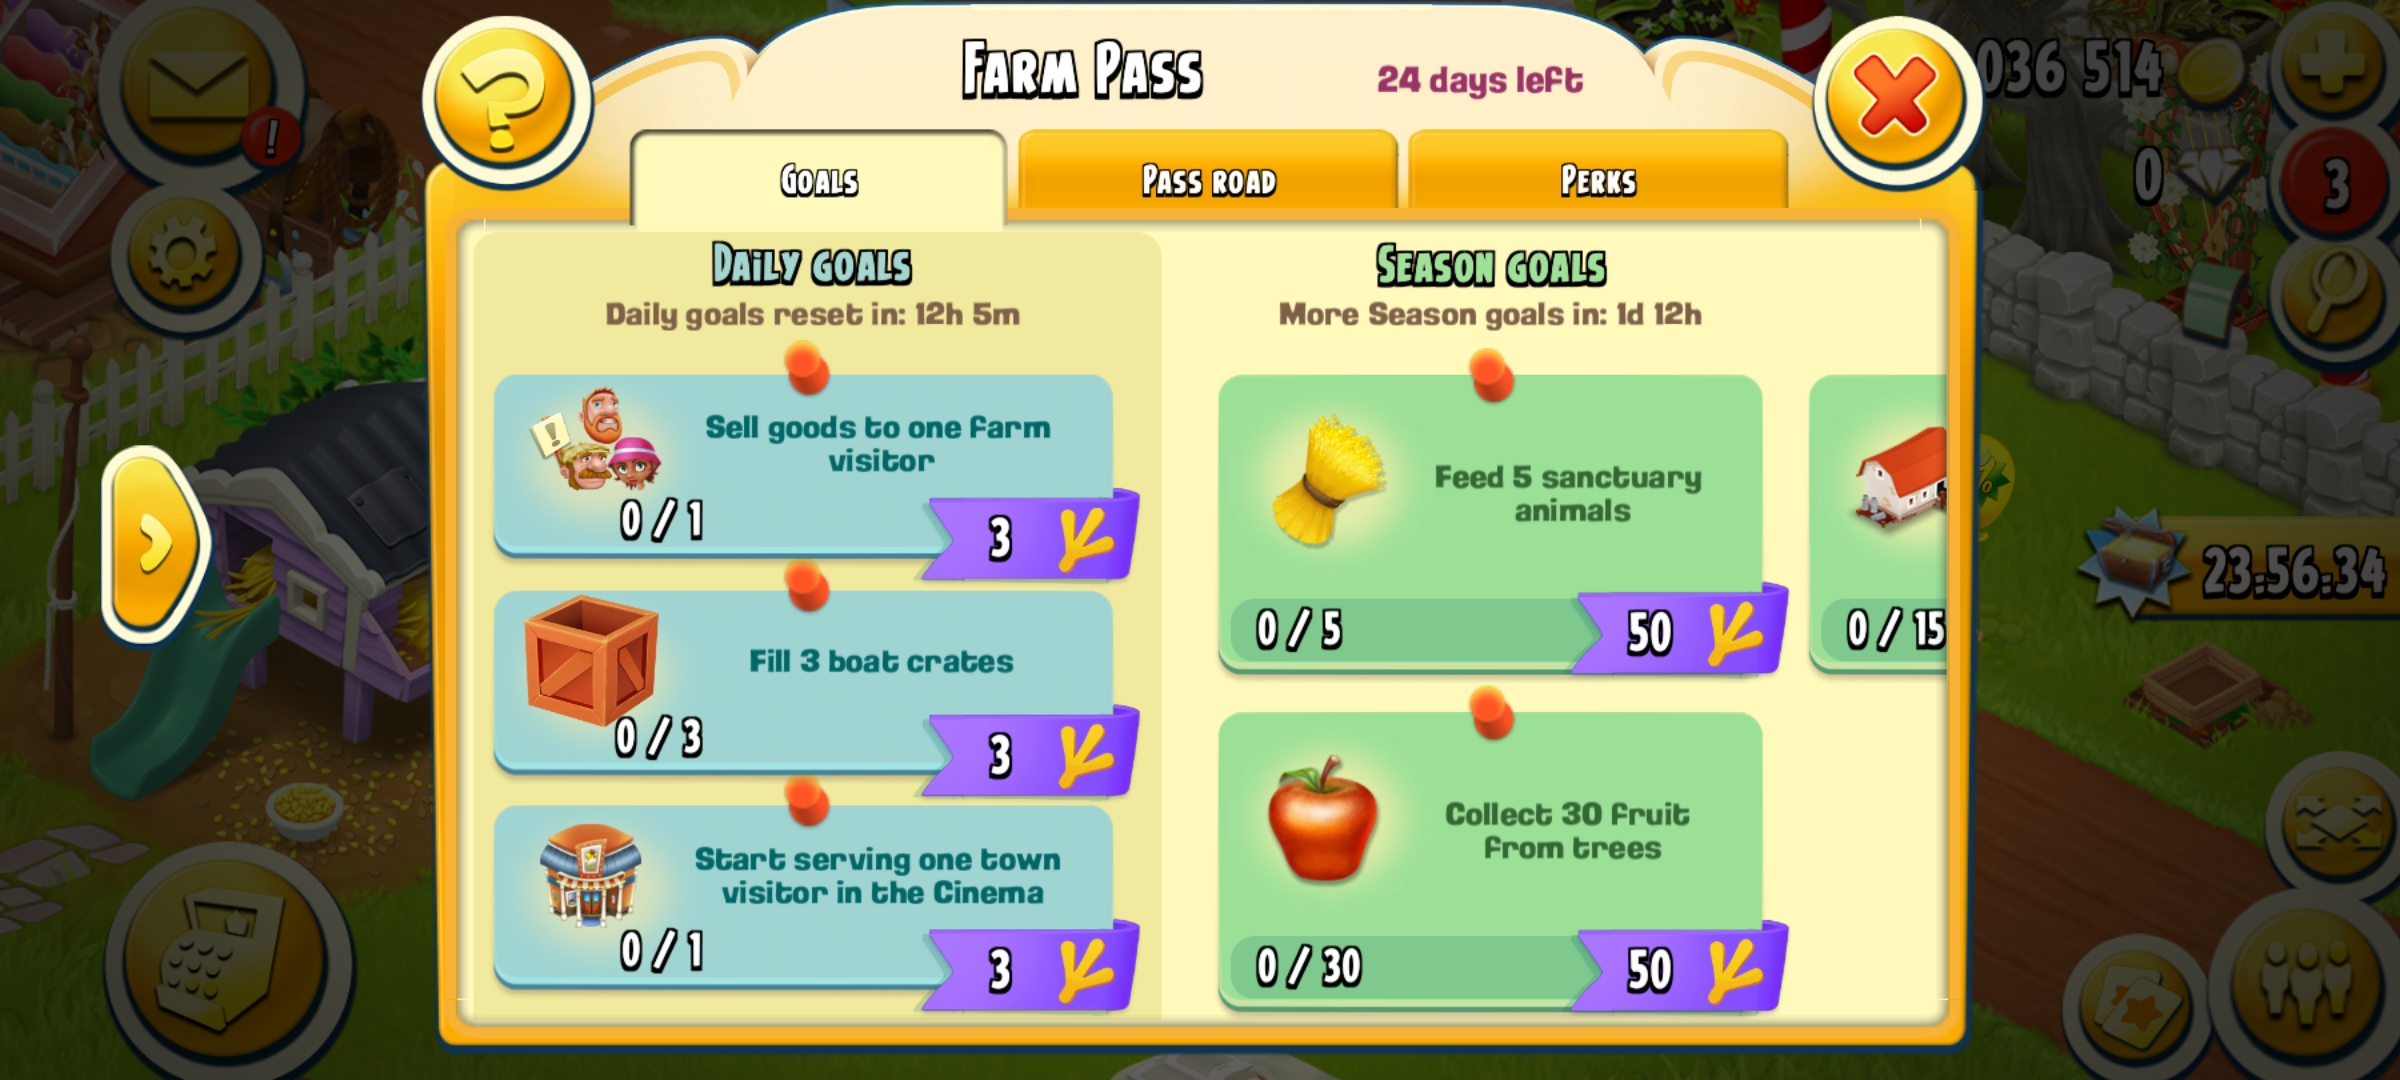 FARM PASS
24 days left
GOALS
PASS ROAD
PERKS
036 514
0
3
DAILY GOALS
Daily goals reset in: 12h 5m
Sell goods to one farm
visitor
0 / 1
3
Fill 3 boat crates
0 / 3
3
Start serving one town
visitor in the Cinema
0 / 1
3
SEASON GOALS
More Season goals in: 1d 12h
Feed 5 sanctuary
animals
0 / 5
50
0 / 15
Collect 30 fruit
from trees
0 / 30
50
23:56:34